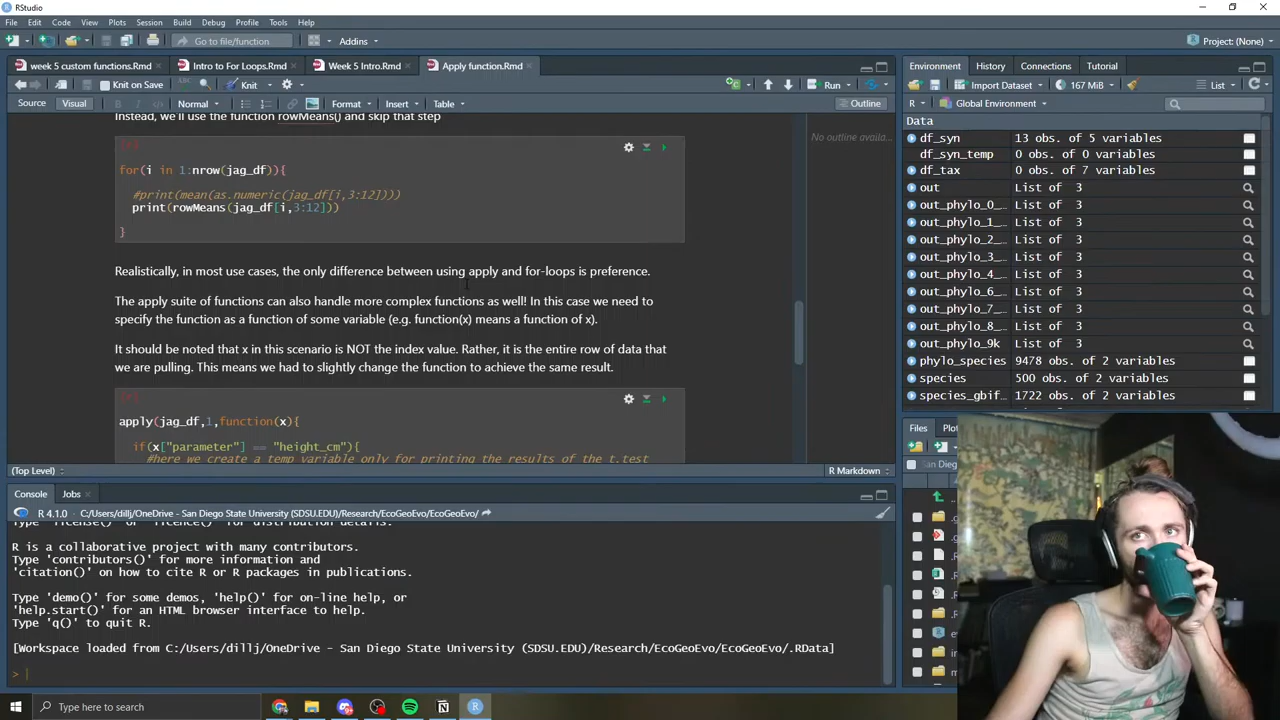 RStudio
File Edit Code View Plots Session Build Debug Profile Tools Help
Go to file/function Addins Project: (None)
week 5 custom functions.Rmd Intro to For Loops.Rmd Week 5 Intro.Rmd Apply function.Rmd
Knit on Save Knit Run
Source Visual B I Normal Format Insert Table Outline
Instead, we'll use the function rowMeans() and skip that step
for(i in 1:nrow(jag_df)){
#print(mean(as.numeric(jag_df[i,3:12])))
print(rowMeans(jag_df[i,3:12]))
}
Realistically, in most use cases, the only difference between using apply and for-loops is preference.
The apply suite of functions can also handle more complex functions as well! In this case we need to
specify the function as a function of some variable (e.g. function(x) means a function of x).
It should be noted that x in this scenario is NOT the index value. Rather, it is the entire row of data that
we are pulling. This means we had to slightly change the function to achieve the same result.
apply(jag_df,1,function(x){
if(x["parameter"] == "height_cm"){
#here we create a temp variable only for printing the results of the t.test
No outline availa...
(Top Level) R Markdown
Console Jobs
R 4.1.0 · C:/Users/dillj/OneDrive - San Diego State University (SDSU.EDU)/Research/EcoGeoEvo/EcoGeoEvo/
Type 'license()' or 'licence()' for distribution details.
R is a collaborative project with many contributors.
Type 'contributors()' for more information and
'citation()' on how to cite R or R packages in publications.
Type 'demo()' for some demos, 'help()' for on-line help, or
'help.start()' for an HTML browser interface to help.
Type 'q()' to quit R.
[Workspace loaded from C:/Users/dillj/OneDrive - San Diego State University (SDSU.EDU)/Research/EcoGeoEvo/EcoGeoEvo/.RData]
>
Environment History Connections Tutorial
Import Dataset 167 MiB List
R Global Environment
Data
df_syn 13 obs. of 5 variables
df_syn_temp 0 obs. of 0 variables
df_tax 0 obs. of 7 variables
out List of 3
out_phylo_0_… List of 3
out_phylo_1_… List of 3
out_phylo_2_… List of 3
out_phylo_3_… List of 3
out_phylo_4_… List of 3
out_phylo_6_… List of 3
out_phylo_7_… List of 3
out_phylo_8_… List of 3
out_phylo_9k List of 3
phylo_species 9478 obs. of 2 variables
species 500 obs. of 2 variables
species_gbif… 1722 obs. of 2 variables
Files Plot
San Dieg
Type here to search